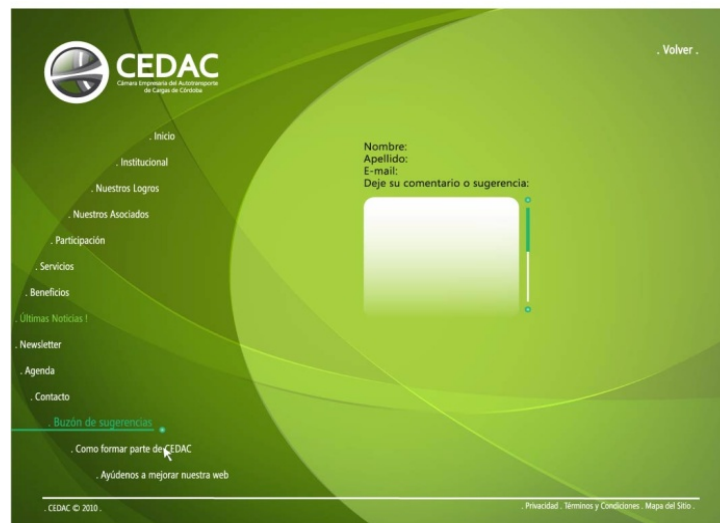 CEDAC
Cámara Empresaria del Autotransporte
de Cargas de Córdoba
. Volver .
. Inicio
. Institucional
. Nuestros Logros
. Nuestros Asociados
. Participación
. Servicios
. Beneficios
. Últimas Noticias !
. Newsletter
. Agenda
. Contacto
. Buzón de sugerencias
. Como formar parte de CEDAC
. Ayúdenos a mejorar nuestra web
Nombre:
Apellido:
E-mail:
Deje su comentario o sugerencia:
. CEDAC © 2010 .
. Privacidad . Términos y Condiciones . Mapa del Sitio .